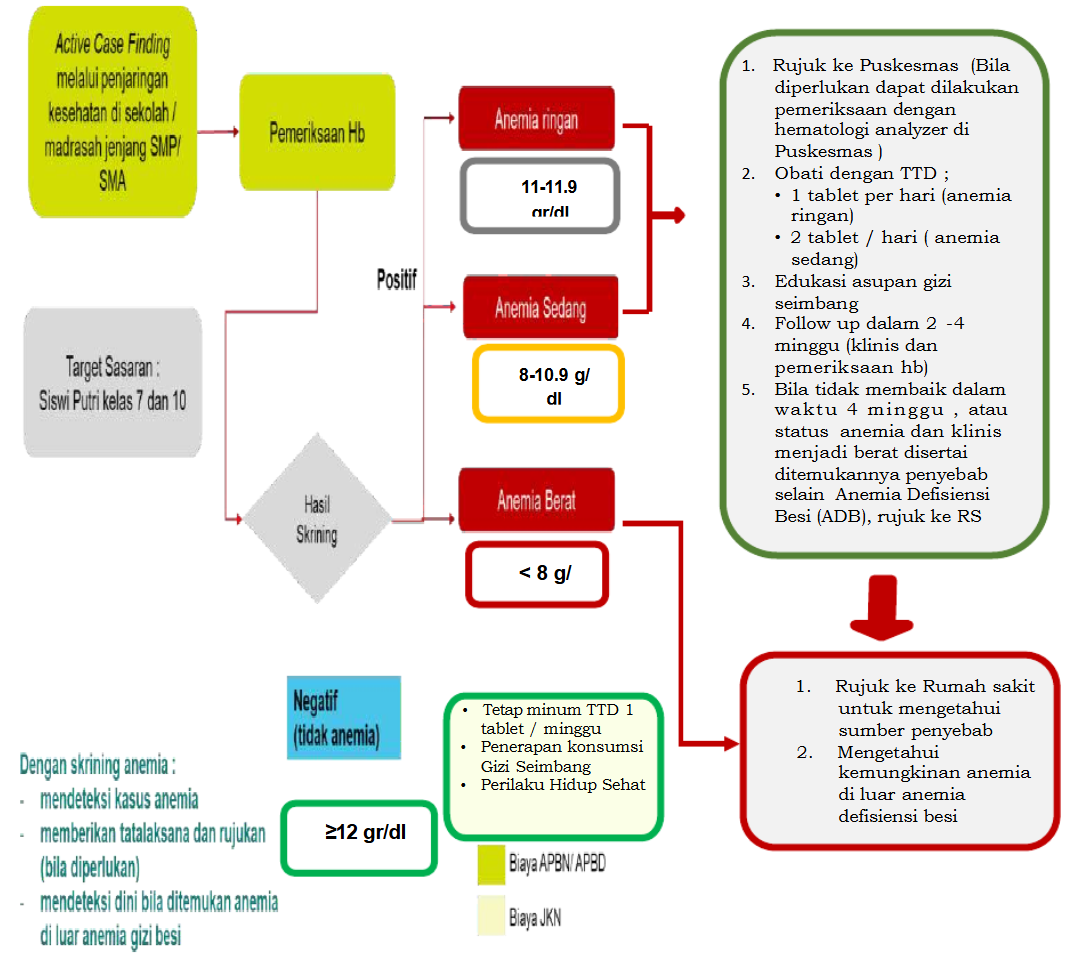 Active Case Finding
melalui penjaringan
kesehatan di sekolah /
madrasah jenjang SMP/
SMA
Pemeriksaan Hb
Target Sasaran :
Siswi Putri kelas 7 dan 10
Hasil
Skrining
Positif
Anemia ringan
11-11.9
gr/dl
Anemia Sedang
8-10.9 g/
dl
Anemia Berat
< 8 g/
1. Rujuk ke Puskesmas (Bila
diperlukan dapat dilakukan
pemeriksaan dengan
hematologi analyzer di
Puskesmas )
2. Obati dengan TTD ;
• 1 tablet per hari (anemia
ringan)
• 2 tablet / hari ( anemia
sedang)
3. Edukasi asupan gizi
seimbang
4. Follow up dalam 2 -4
minggu (klinis dan
pemeriksaan hb)
5. Bila tidak membaik dalam
waktu 4 minggu , atau
status anemia dan klinis
menjadi berat disertai
ditemukannya penyebab
selain Anemia Defisiensi
Besi (ADB), rujuk ke RS
1. Rujuk ke Rumah sakit
untuk mengetahui
sumber penyebab
2. Mengetahui
kemungkinan anemia
di luar anemia
defisiensi besi
Negatif
(tidak anemia)
≥12 gr/dl
• Tetap minum TTD 1
tablet / minggu
• Penerapan konsumsi
Gizi Seimbang
• Perilaku Hidup Sehat
Dengan skrining anemia :
- mendeteksi kasus anemia
- memberikan tatalaksana dan rujukan
(bila diperlukan)
- mendeteksi dini bila ditemukan anemia
di luar anemia gizi besi
Biaya APBN/ APBD
Biaya JKN